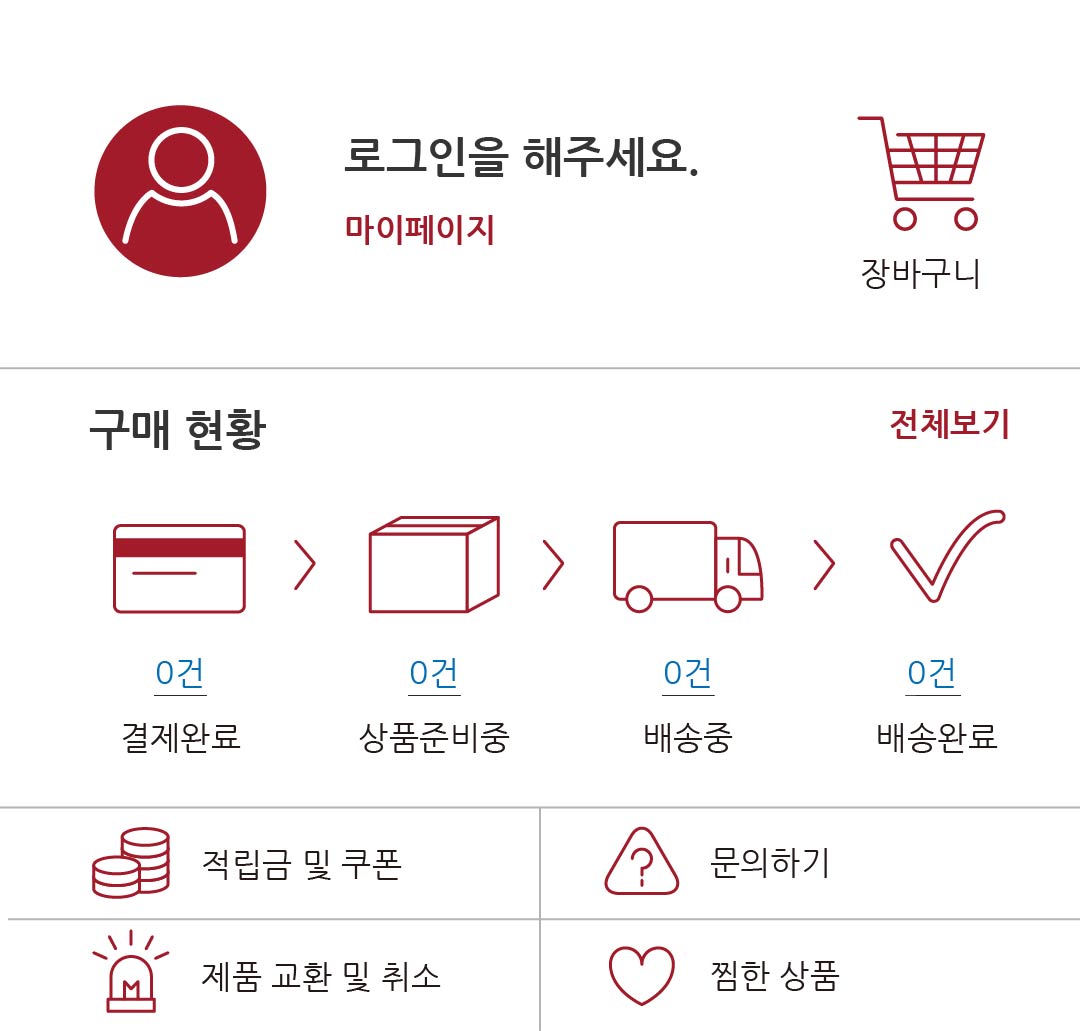 로그인을 해주세요.
마이페이지
장바구니
구매 현황
전체보기
0건
0건
0건
0건
결제완료
상품준비중
배송중
배송완료
적립금 및 쿠폰
문의하기
제품 교환 및 취소
찜한 상품